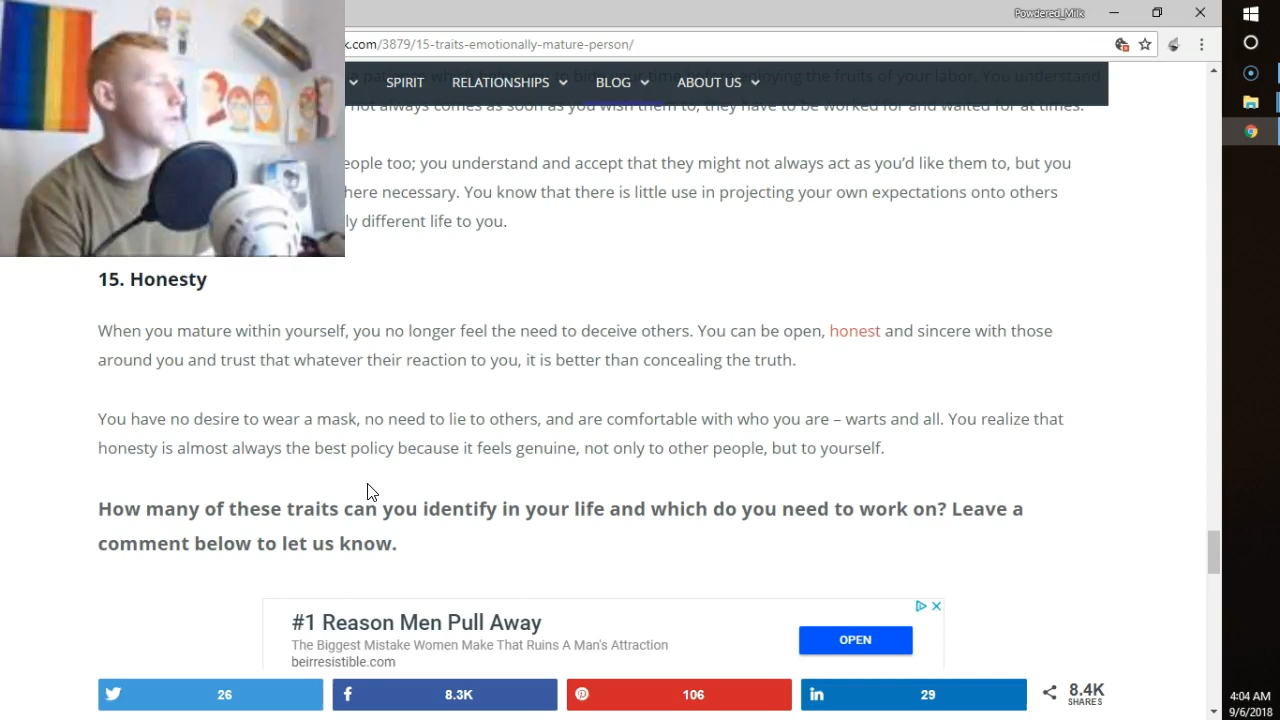 Powdered_Milk
k.com/3879/15-traits-emotionally-mature-person/
SPIRIT RELATIONSHIPS BLOG ABOUT US
the fruits of your labor. You understand
not always comes as soon as you wish them to, they have to be worked for and waited for at times.
eople too; you understand and accept that they might not always act as you'd like them to, but you
here necessary. You know that there is little use in projecting your own expectations onto others
ly different life to you.
15. Honesty
When you mature within yourself, you no longer feel the need to deceive others. You can be open, honest and sincere with those
around you and trust that whatever their reaction to you, it is better than concealing the truth.
You have no desire to wear a mask, no need to lie to others, and are comfortable with who you are – warts and all. You realize that
honesty is almost always the best policy because it feels genuine, not only to other people, but to yourself.
How many of these traits can you identify in your life and which do you need to work on? Leave a
comment below to let us know.
#1 Reason Men Pull Away
The Biggest Mistake Women Make That Ruins A Man's Attraction
beirresistible.com
OPEN
26 8.3K 106 29 8.4K
SHARES
4:04 AM
9/6/2018